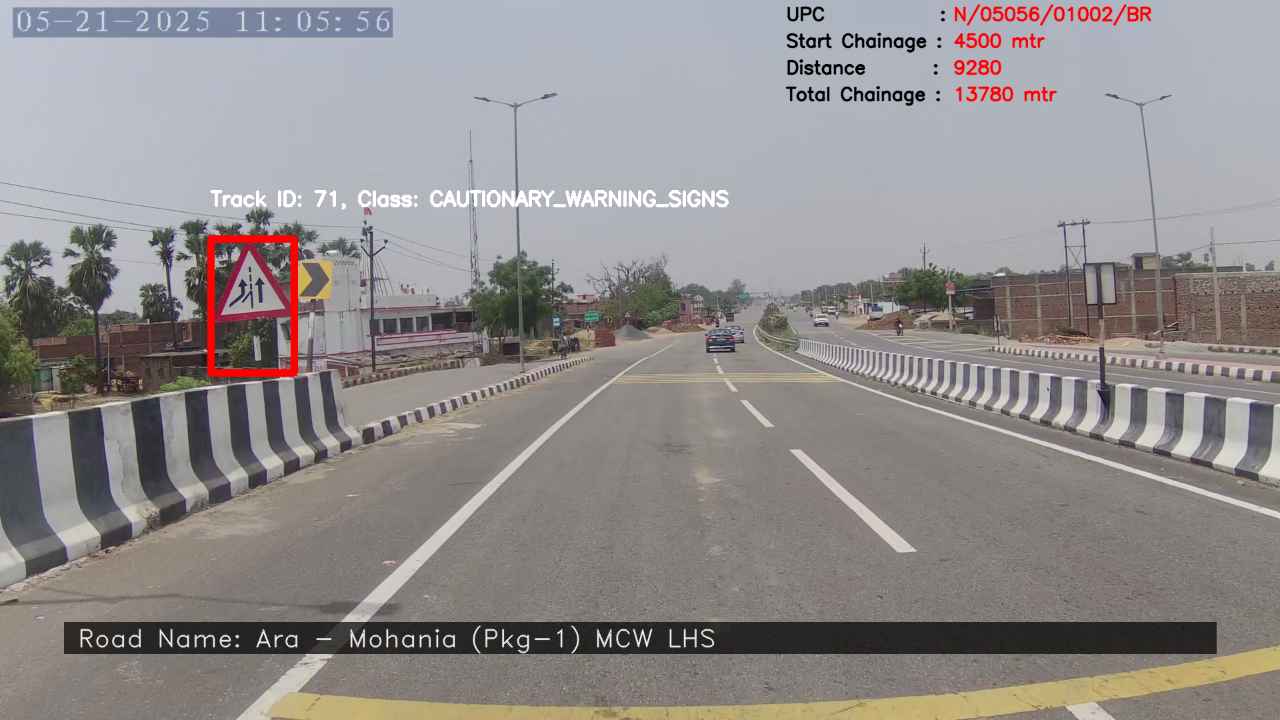 05-21-2025 11:05:56
UPC : N/05056/01002/BR
Start Chainage : 4500 mtr
Distance : 9280
Total Chainage : 13780 mtr
Track ID: 71, Class: CAUTIONARY_WARNING_SIGNS
Road Name: Ara - Mohania (Pkg-1) MCW LHS